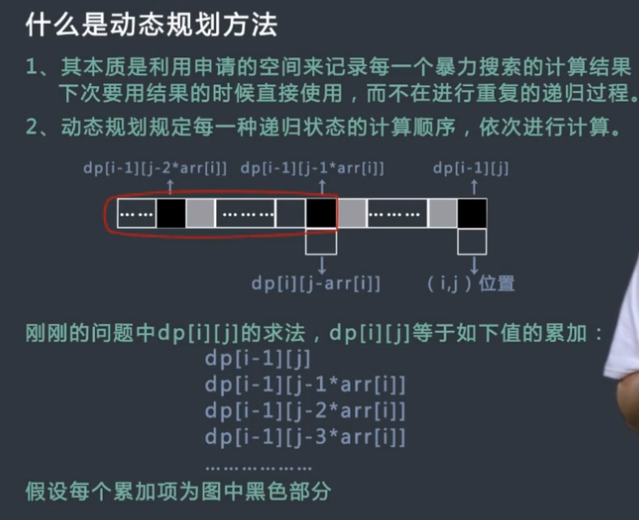 什么是动态规划方法
1、其本质是利用申请的空间来记录每一个暴力搜索的计算结果
下次要用结果的时候直接使用，而不在进行重复的递归过程。
2、动态规划规定每一种递归状态的计算顺序，依次进行计算。
dp[i-1][j-2*arr[i]] dp[i-1][j-1*arr[i]] dp[i-1][j]
…… ……… ………
dp[i][j-arr[i]] （i,j）位置
刚刚的问题中dp[i][j]的求法，dp[i][j]等于如下值的累加：
dp[i-1][j]
dp[i-1][j-1*arr[i]]
dp[i-1][j-2*arr[i]]
dp[i-1][j-3*arr[i]]
………………
假设每个累加项为图中黑色部分